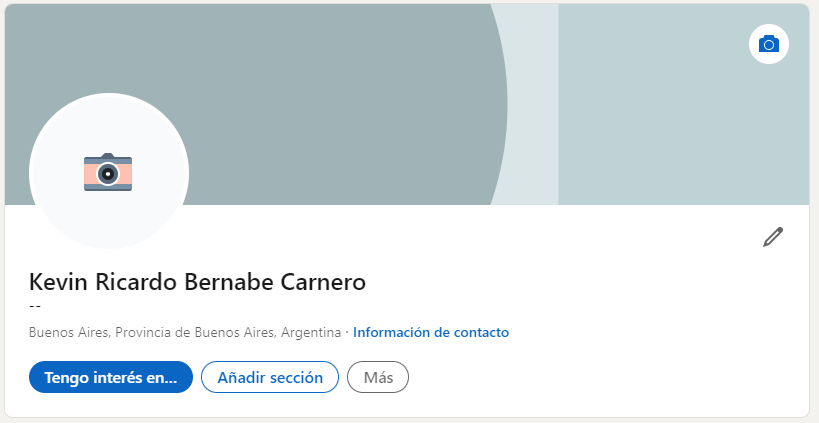 Kevin Ricardo Bernabe Carnero
--
Buenos Aires, Provincia de Buenos Aires, Argentina · Información de contacto
Tengo interés en... Añadir sección Más